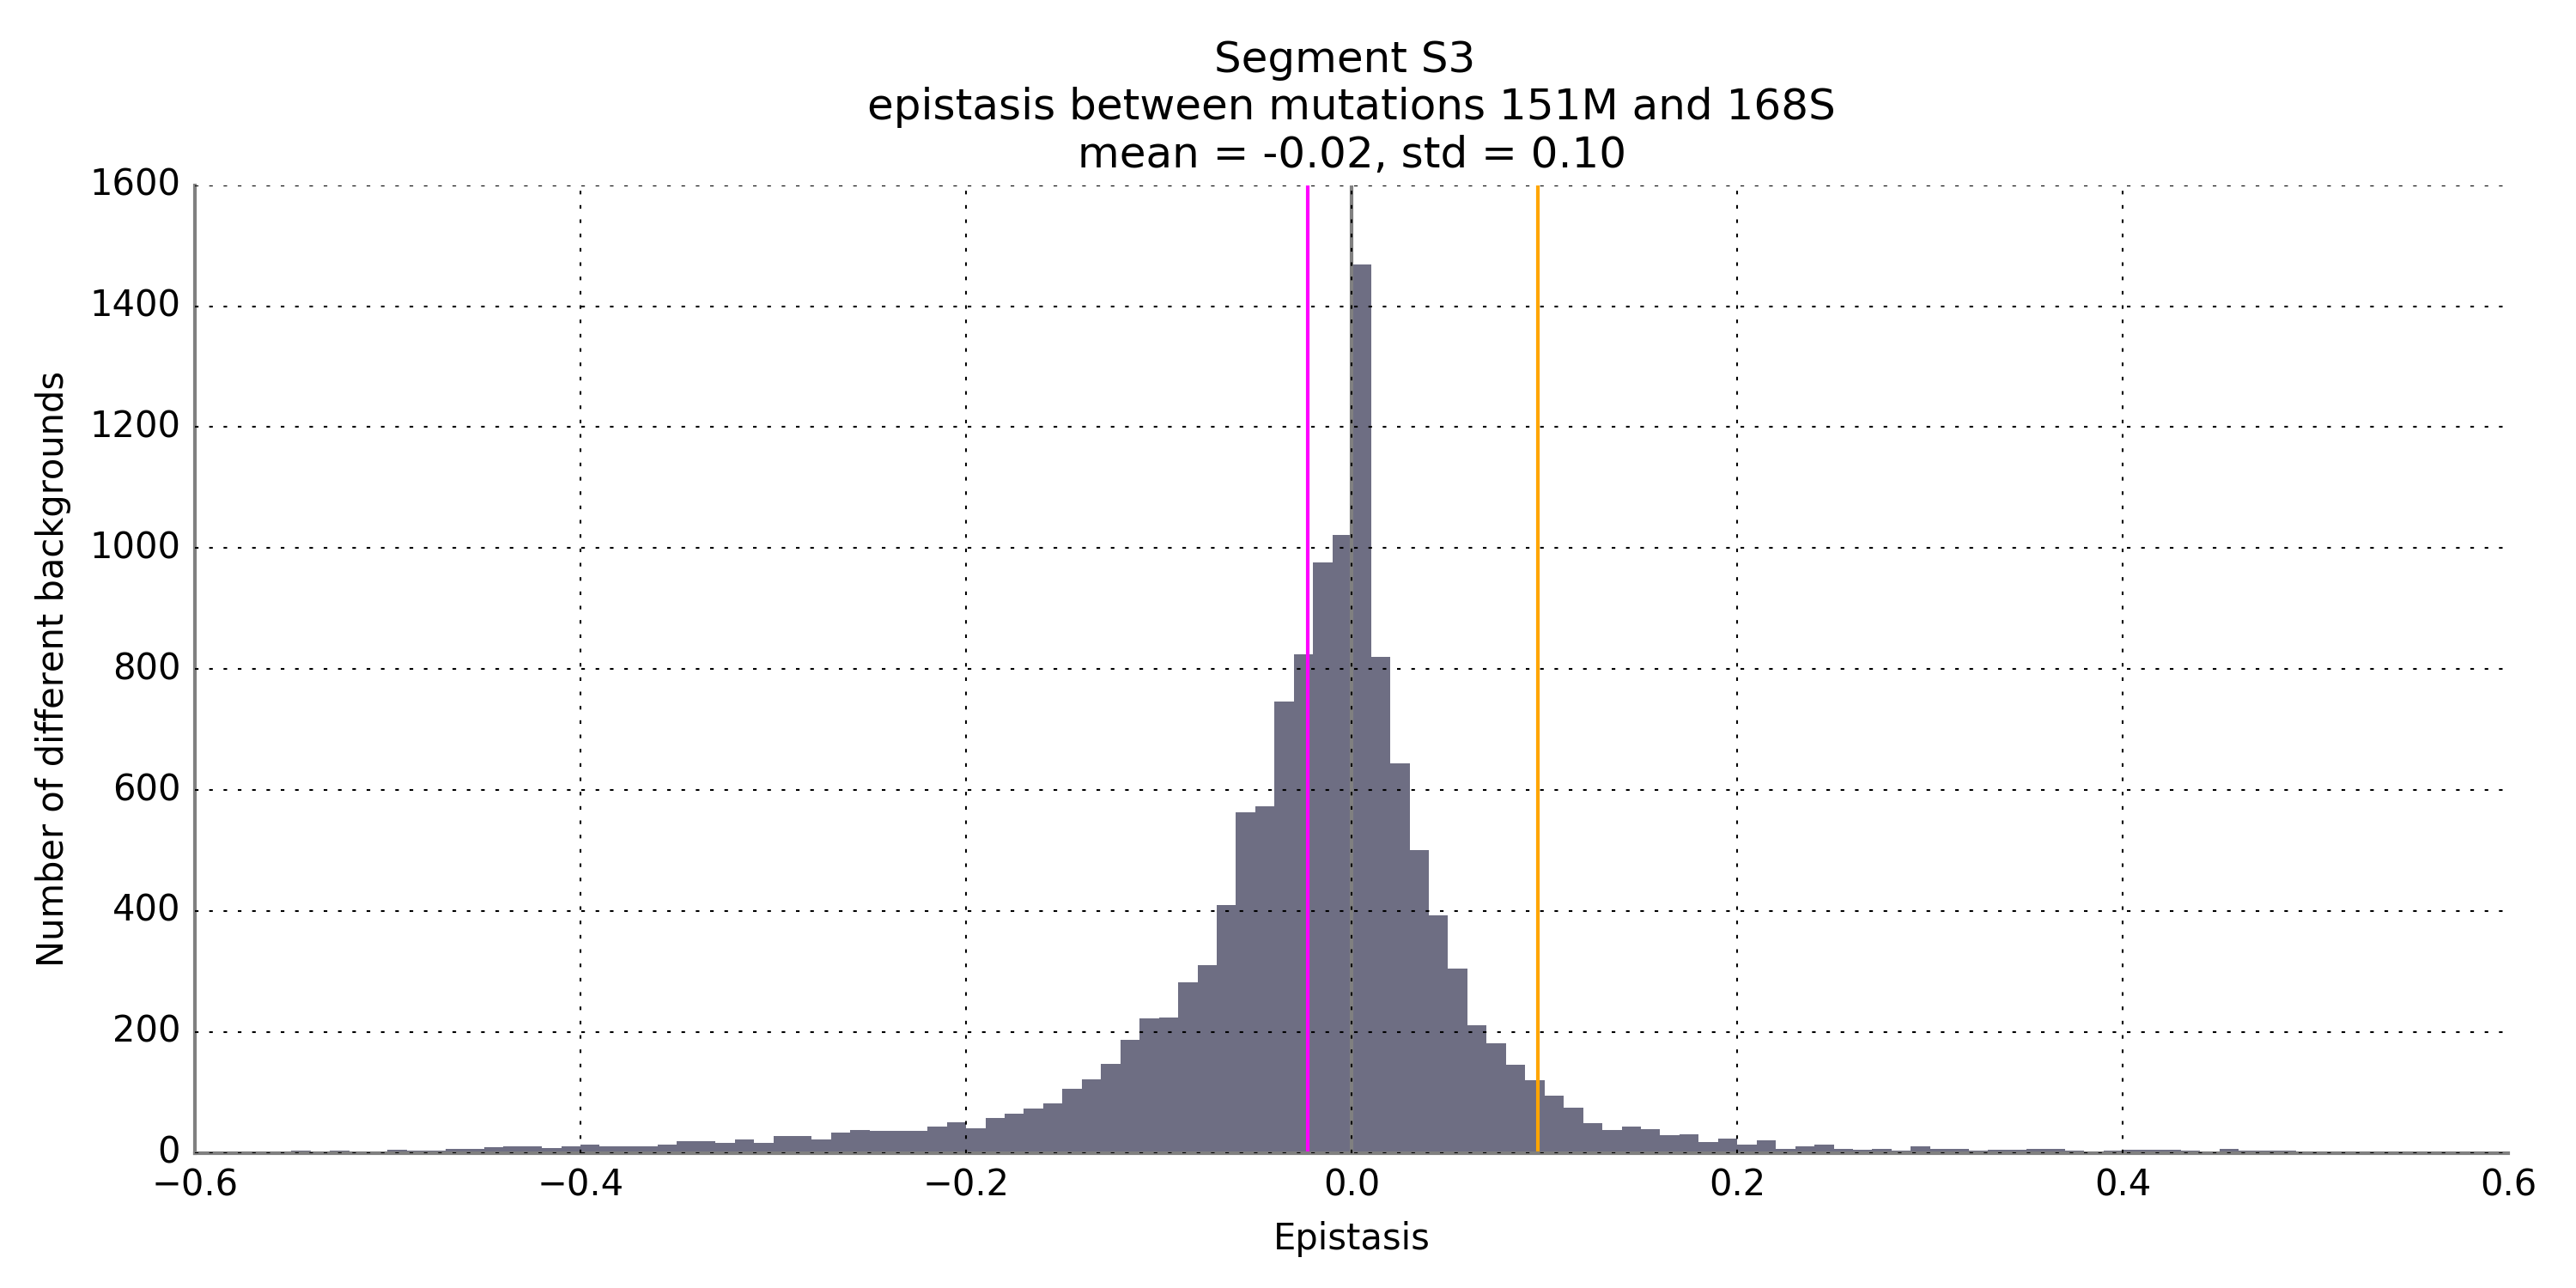 Segment S3
epistasis between mutations 151M and 168S
mean = -0.02, std = 0.10
1600
1400
1200
1000
800
600
400
200
0
Number of different backgrounds
−0.6 −0.4 −0.2 0.0 0.2 0.4 0.6
Epistasis